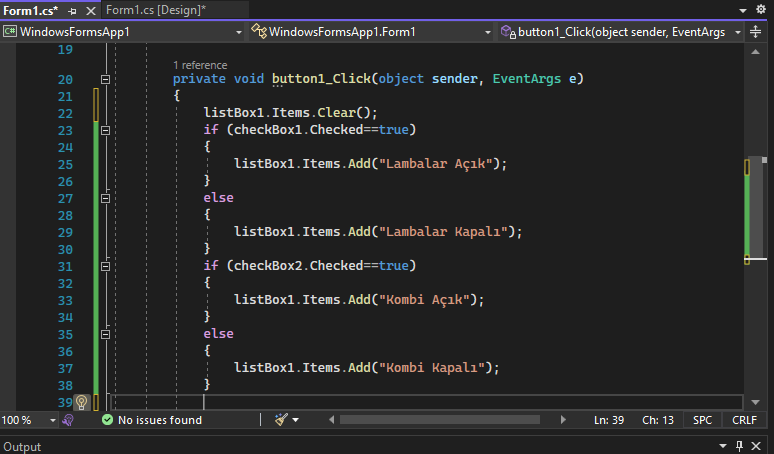 Form1.cs* Form1.cs [Design]*
C# WindowsFormsApp1 WindowsFormsApp1.Form1 button1_Click(object sender, EventArgs
19
1 reference
20 private void button1_Click(object sender, EventArgs e)
21 {
22 listBox1.Items.Clear();
23 if (checkBox1.Checked==true)
24 {
25 listBox1.Items.Add("Lambalar Açık");
26 }
27 else
28 {
29 listBox1.Items.Add("Lambalar Kapalı");
30 }
31 if (checkBox2.Checked==true)
32 {
33 listBox1.Items.Add("Kombi Açık");
34 }
35 else
36 {
37 listBox1.Items.Add("Kombi Kapalı");
38 }
39
100 % No issues found Ln: 39 Ch: 13 SPC CRLF
Output